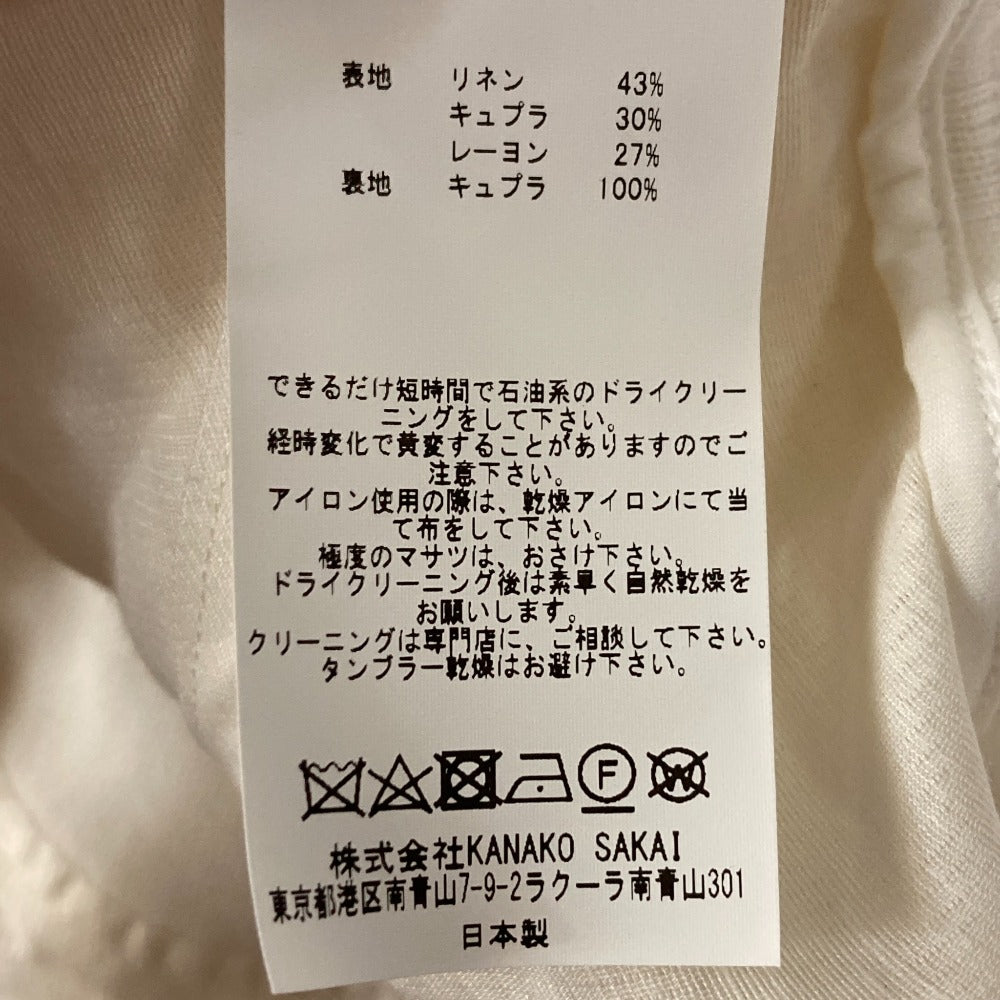 表地 リネン 43%
キュプラ 30%
レーヨン 27%
裏地 キュプラ 100%
できるだけ短時間で石油系のドライクリー
ニングをして下さい。
経時変化で黄変することがありますのでご
注意下さい。
アイロン使用の際は、乾燥アイロンにて当
て布をして下さい。
極度のマサツは、おさけ下さい。
ドライクリーニング後は素早く自然乾燥を
お願いします。
クリーニングは専門店に、ご相談して下さい。
タンブラー乾燥はお避け下さい。
F W
株式会社KANAKO SAKAI
東京都港区南青山7-9-2ラクーラ南青山301
日本製